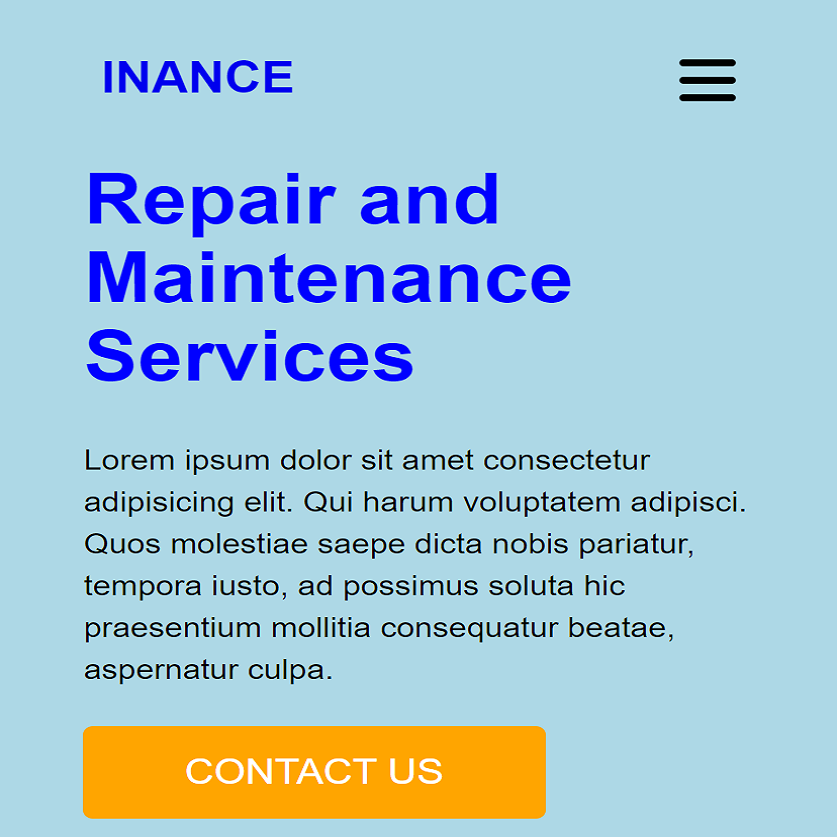 INANCE
Repair and
Maintenance
Services
Lorem ipsum dolor sit amet consectetur
adipisicing elit. Qui harum voluptatem adipisci.
Quos molestiae saepe dicta nobis pariatur,
tempora iusto, ad possimus soluta hic
praesentium mollitia consequatur beatae,
aspernatur culpa.
CONTACT US